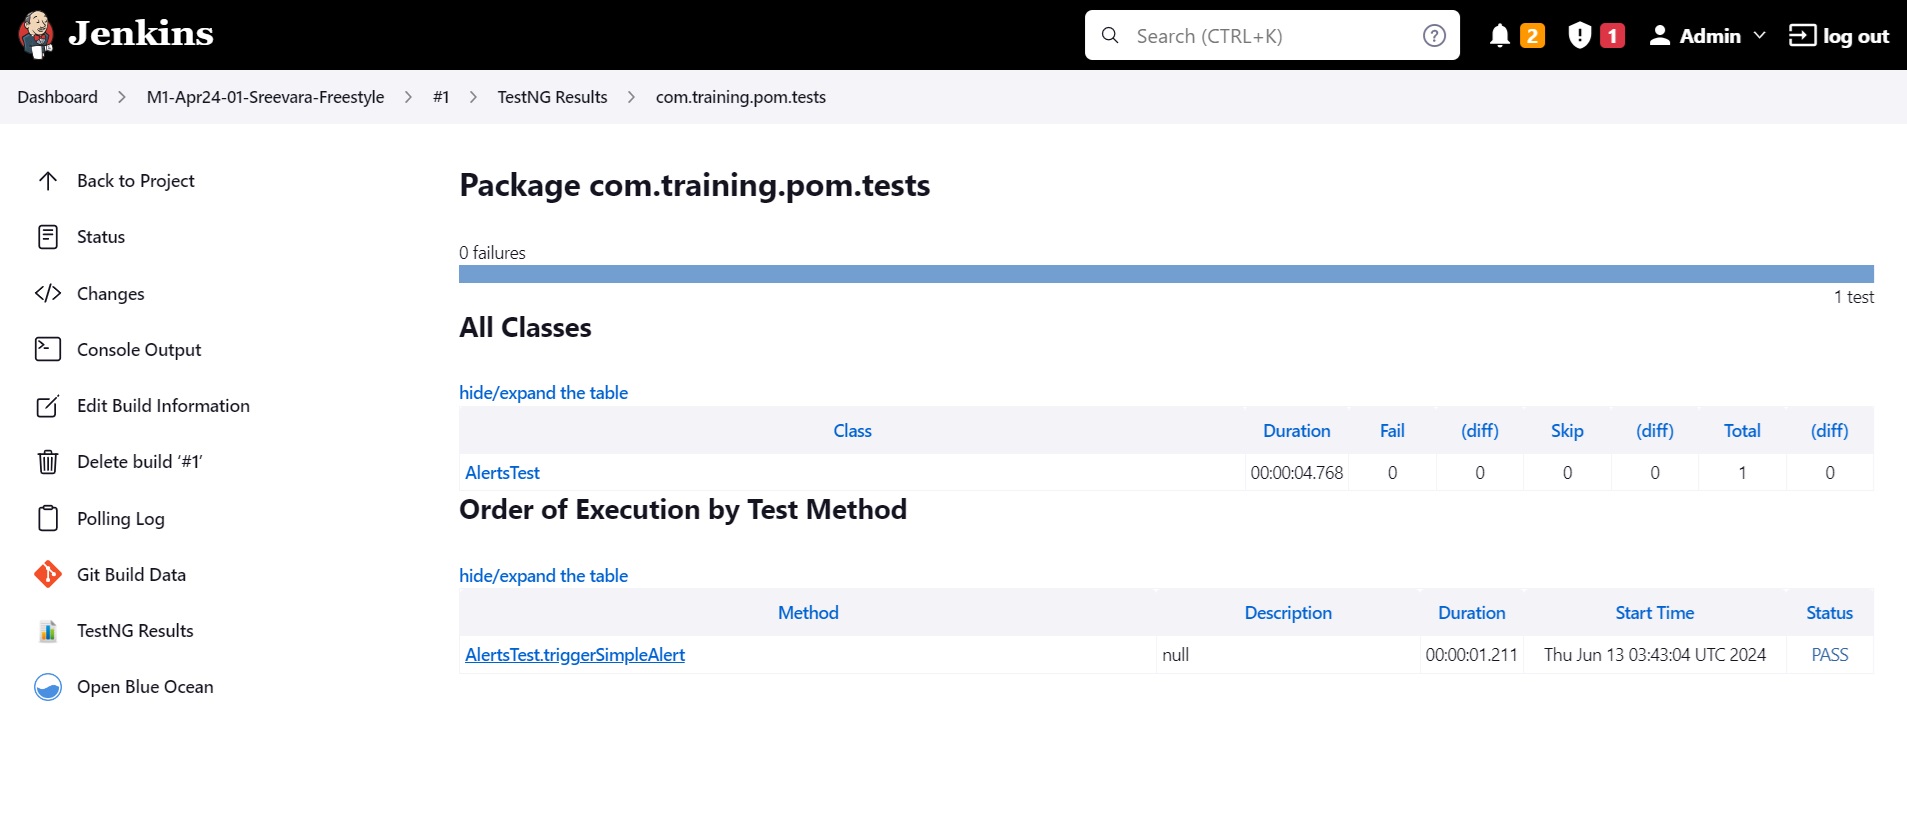 Jenkins
Search (CTRL+K)
?
2
1
Admin
log out
Dashboard
M1-Apr24-01-Sreevara-Freestyle
#1
TestNG Results
com.training.pom.tests
Back to Project
Status
Changes
Console Output
Edit Build Information
Delete build ‘#1’
Polling Log
Git Build Data
TestNG Results
Open Blue Ocean
Package com.training.pom.tests
0 failures
1 test
All Classes
hide/expand the table
Class Duration Fail (diff) Skip (diff) Total (diff)
AlertsTest 00:00:04.768 0 0 0 0 1 0
Order of Execution by Test Method
hide/expand the table
Method Description Duration Start Time Status
AlertsTest.triggerSimpleAlert null 00:00:01.211 Thu Jun 13 03:43:04 UTC 2024 PASS